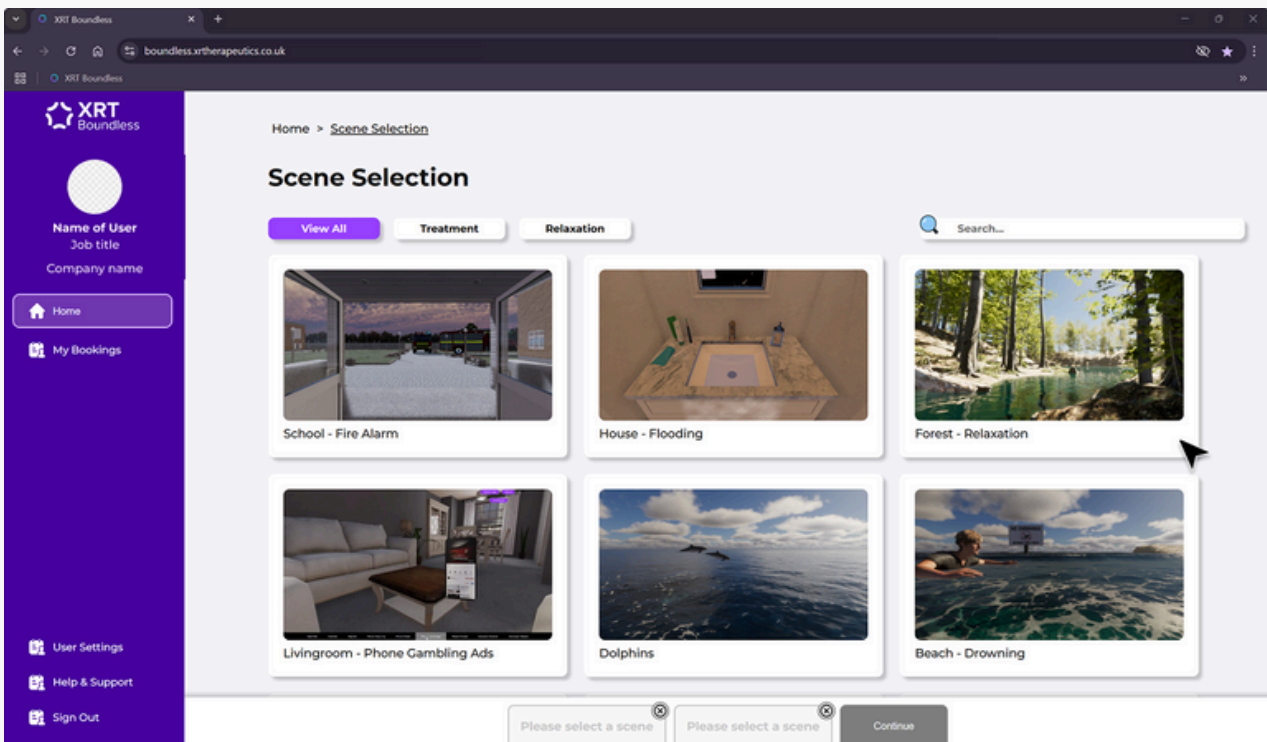 XRT Boundless
boundless.xrtherapeutics.co.uk
XRT Boundless
XRT
Boundless
Name of User
Job title
Company name
Home
My Bookings
User Settings
Help & Support
Sign Out
Home > Scene Selection
Scene Selection
View All
Treatment
Relaxation
Search...
School - Fire Alarm
House - Flooding
Forest - Relaxation
Livingroom - Phone Gambling Ads
Dolphins
Beach - Drowning
Please select a scene
Please select a scene
Continue